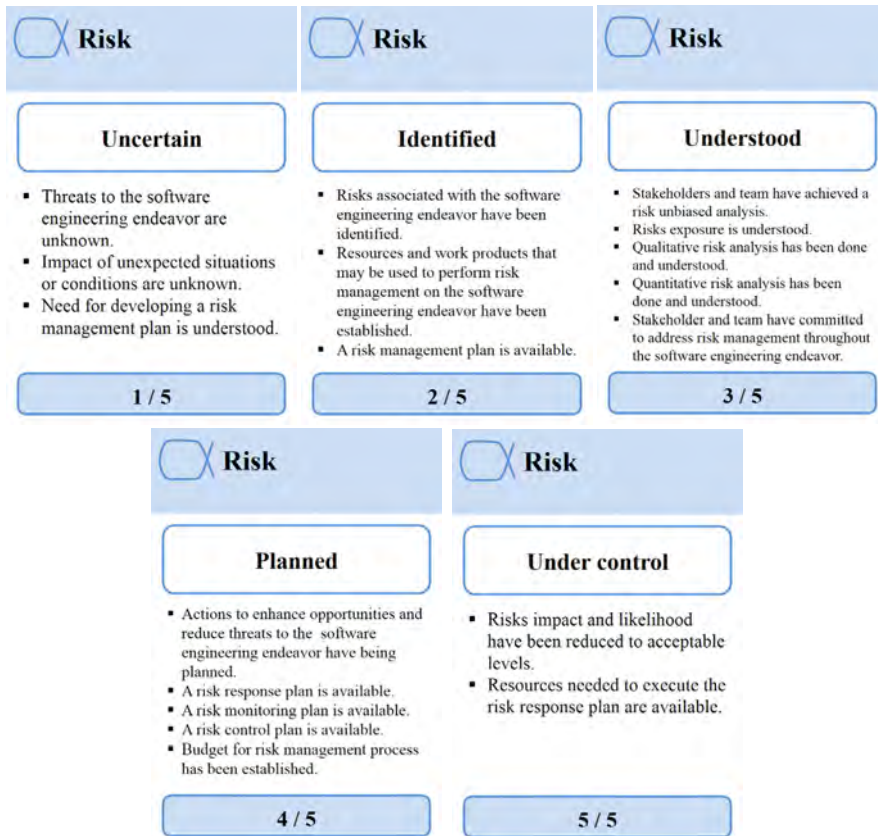 Risk
Uncertain
▪ Threats to the software
engineering endeavor are
unknown.
▪ Impact of unexpected situations
or conditions are unknown.
▪ Need for developing a risk
management plan is understood.
1 / 5
Risk
Identified
▪ Risks associated with the software
engineering endeavor have been
identified.
▪ Resources and work products that
may be used to perform risk
management on the software
engineering endeavor have been
established.
▪ A risk management plan is available.
2 / 5
Risk
Understood
▪ Stakeholders and team have achieved a
risk unbiased analysis.
▪ Risks exposure is understood.
▪ Qualitative risk analysis has been done
and understood.
▪ Quantitative risk analysis has been
done and understood.
▪ Stakeholder and team have committed
to address risk management throughout
the software engineering endeavor.
3 / 5
Risk
Planned
▪ Actions to enhance opportunities and
reduce threats to the software
engineering endeavor have being
planned.
▪ A risk response plan is available.
▪ A risk monitoring plan is available.
▪ A risk control plan is available.
▪ Budget for risk management process
has been established.
4 / 5
Risk
Under control
▪ Risks impact and likelihood
have been reduced to acceptable
levels.
▪ Resources needed to execute the
risk response plan are available.
5 / 5